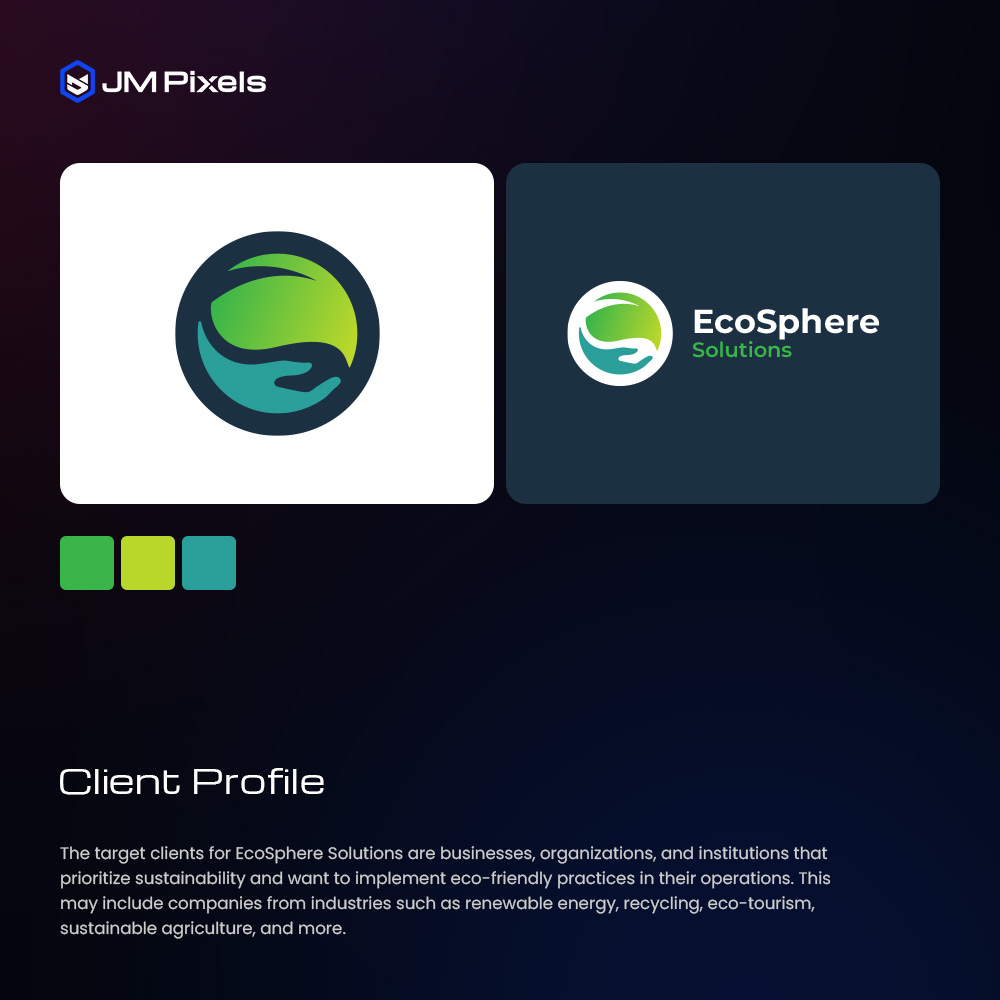 JM Pixels
EcoSphere
Solutions
Client Profile
The target clients for EcoSphere Solutions are businesses, organizations, and institutions that
prioritize sustainability and want to implement eco-friendly practices in their operations. This
may include companies from industries such as renewable energy, recycling, eco-tourism,
sustainable agriculture, and more.